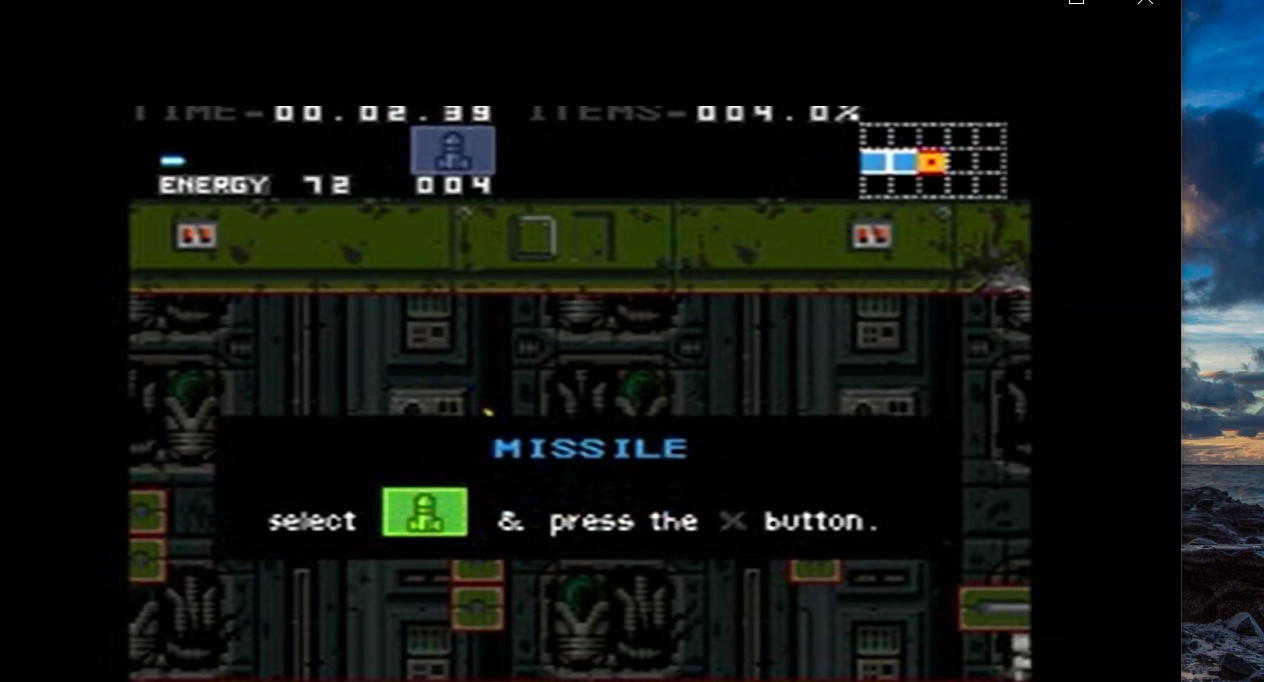 TIME-00.02.39 ITEMS-004.0%
ENERGY 72 004
MISSILE
select & press the X button.